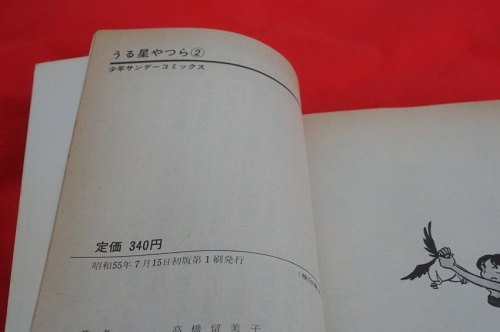 うる星やつら②
少年サンデーコミックス
定価 340円
昭和55年7月15日初版第1刷発行
高橋留美子